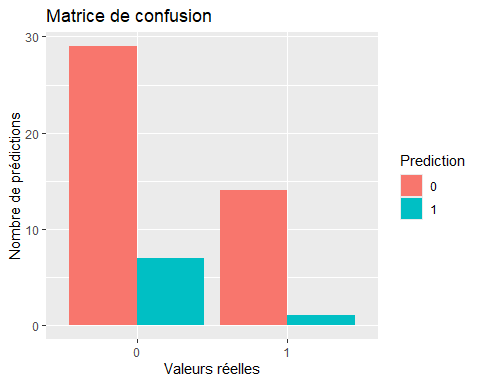 Matrice de confusion
30
20
10
0
Nombre de prédictions
0
1
Valeurs réelles
Prediction
0
1